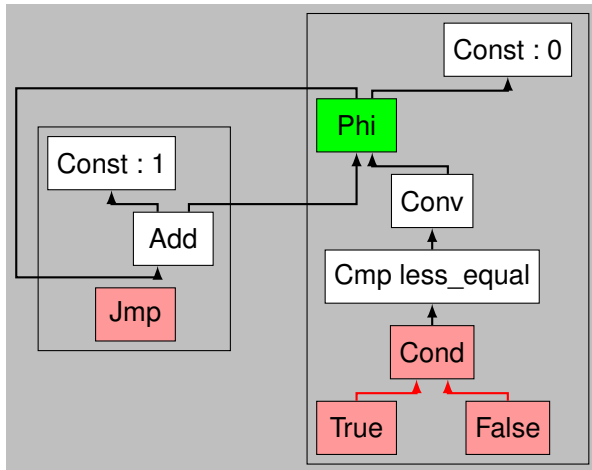 Const : 0
Phi
Const : 1
Conv
Add
Cmp less_equal
Jmp
Cond
True
False